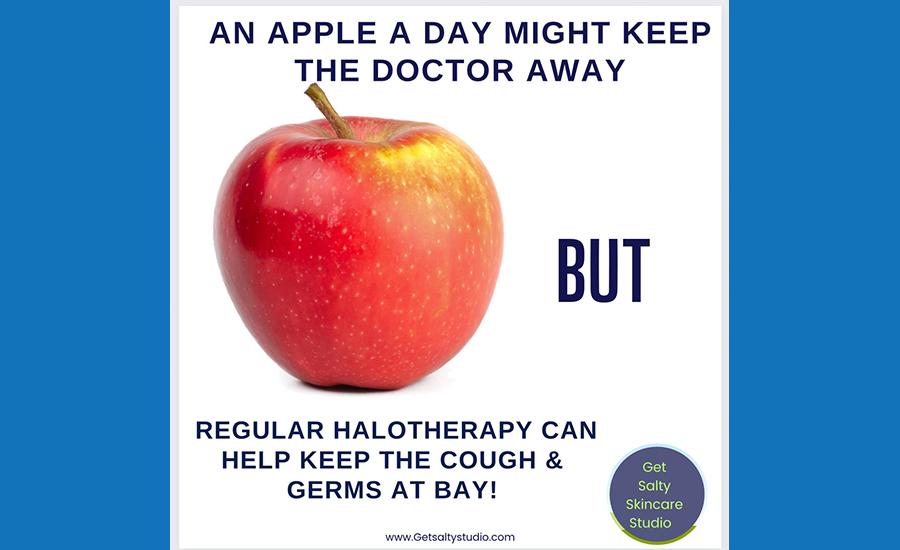 AN APPLE A DAY MIGHT KEEP
THE DOCTOR AWAY
BUT
REGULAR HALOTHERAPY CAN
HELP KEEP THE COUGH &
GERMS AT BAY!
Get
Salty
Skincare
Studio
www.Getsaltystudio.com